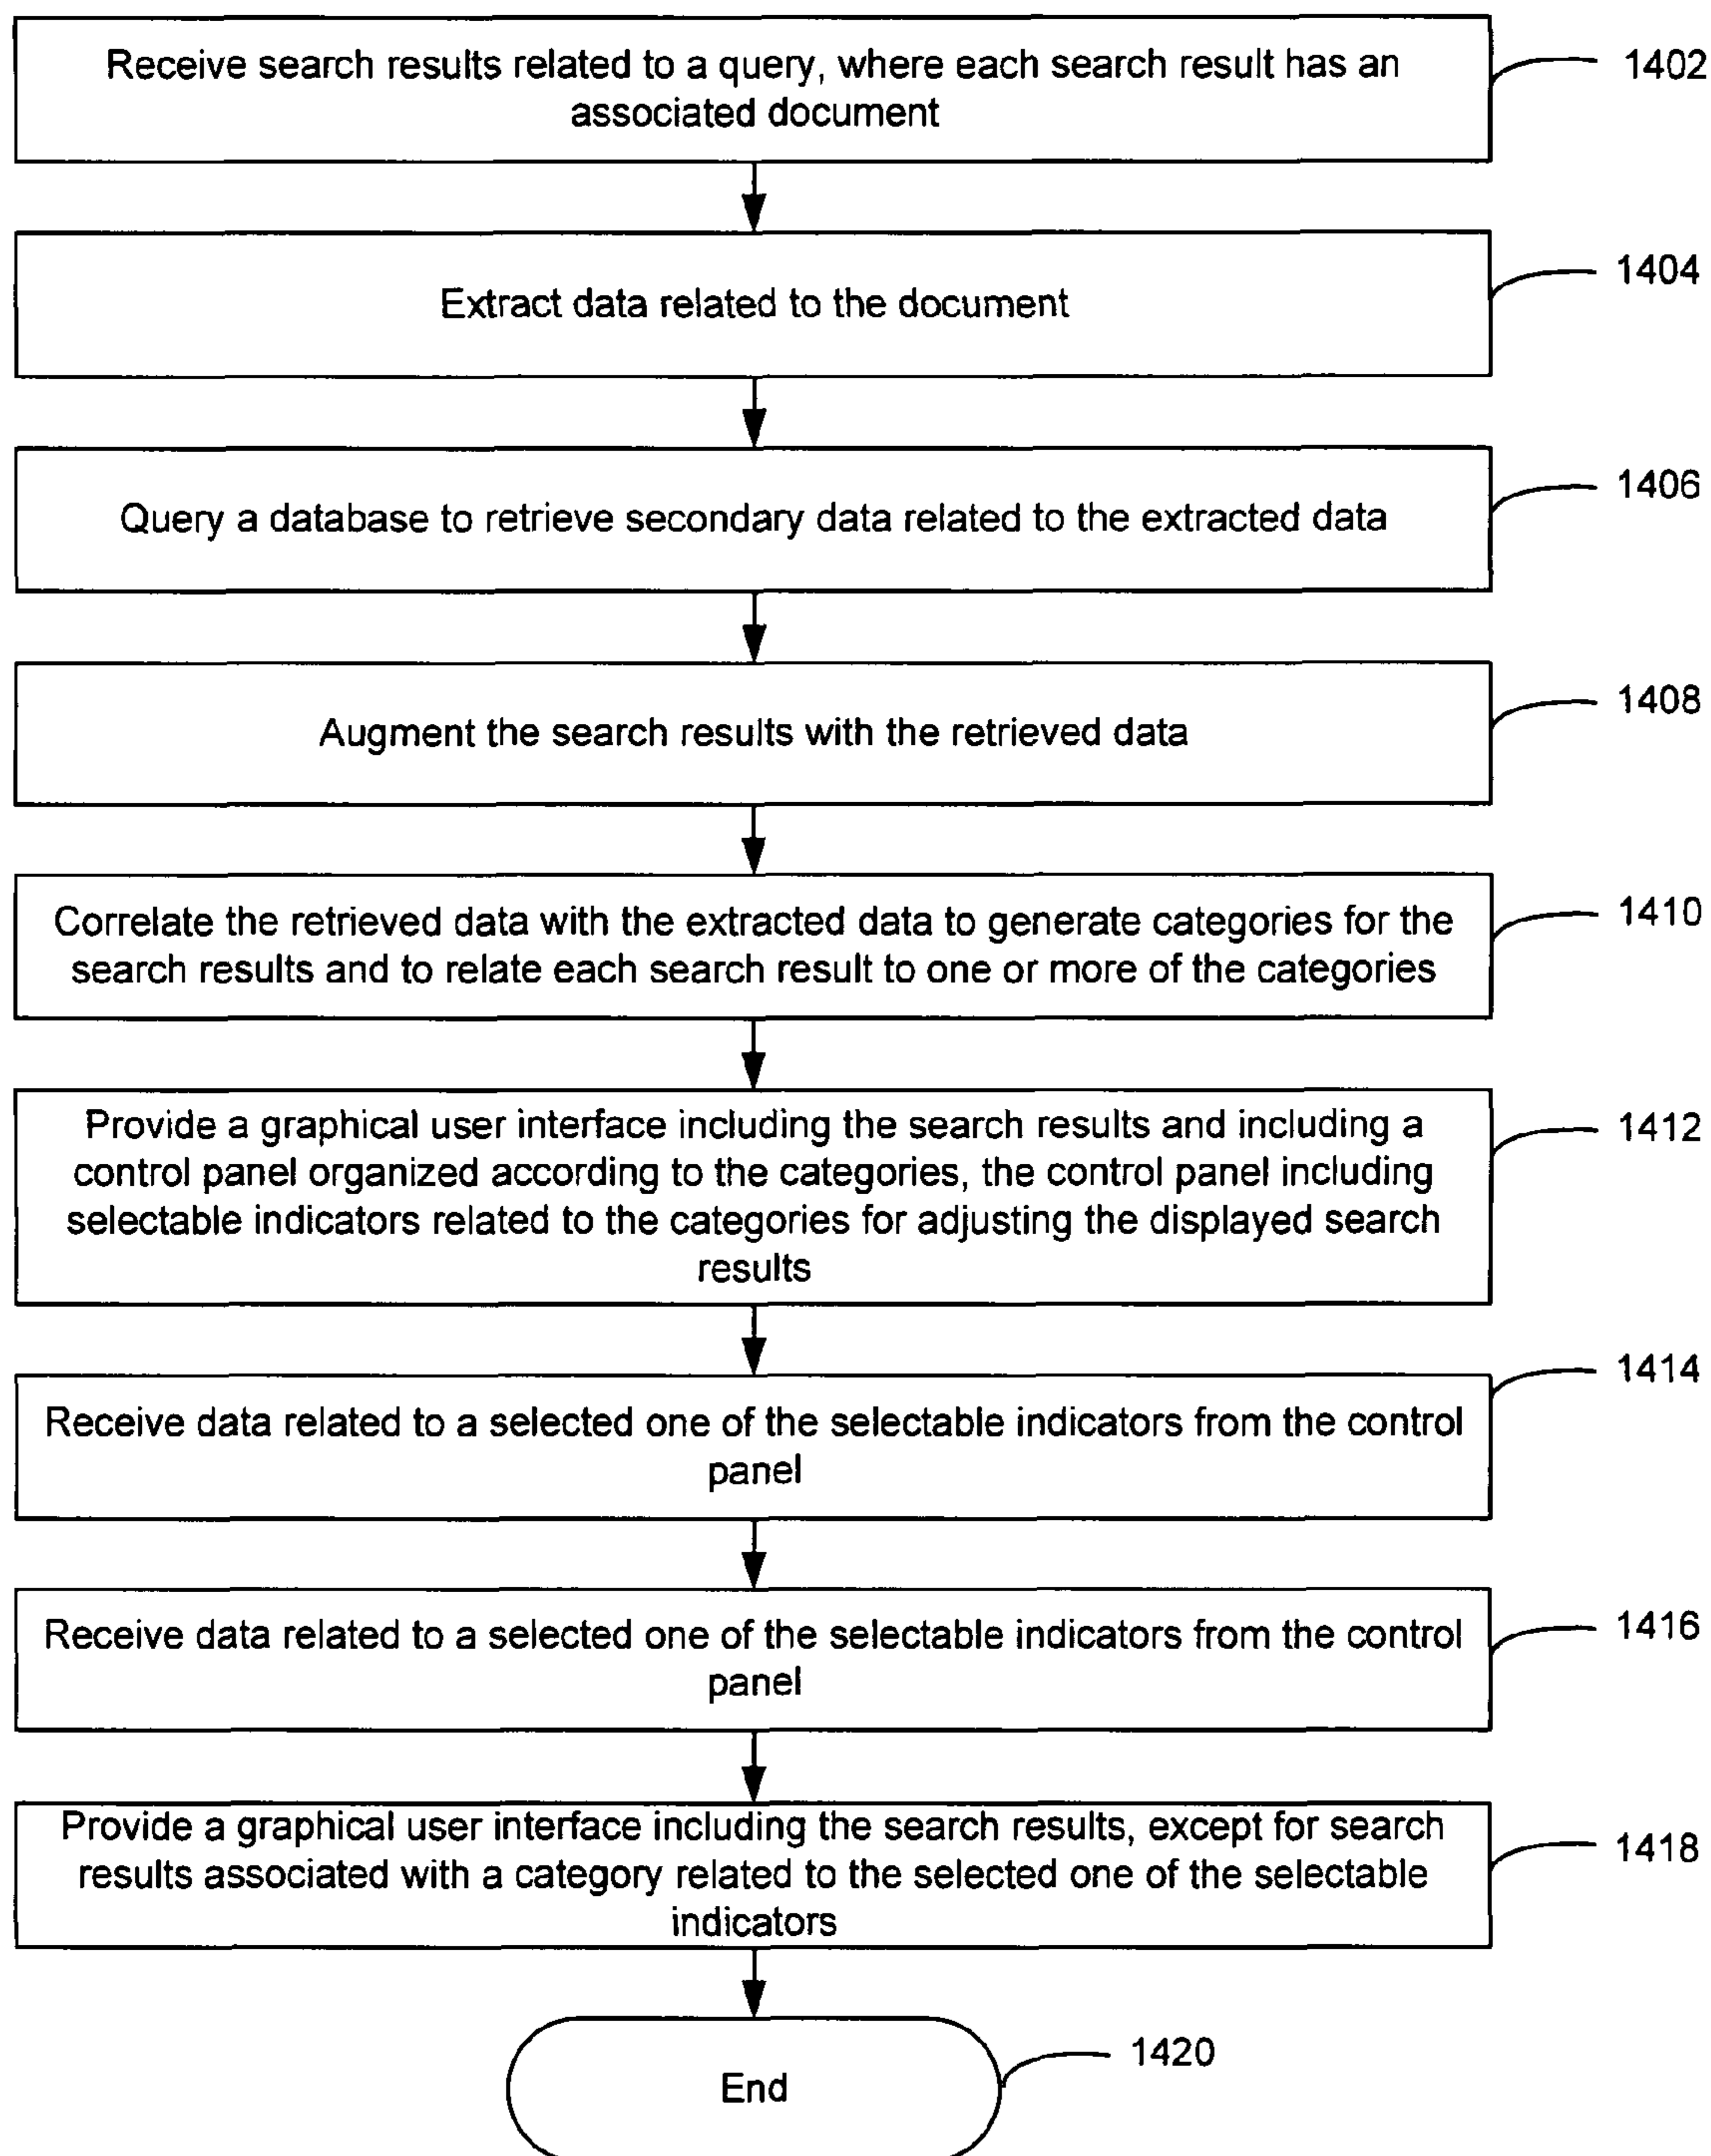 Receive search results related to a query, where each search result has an
associated document
1402
Extract data related to the document
1404
Query a database to retrieve secondary data related to the extracted data
1406
Augment the search results with the retrieved data
1408
Correlate the retrieved data with the extracted data to generate categories for the
search results and to relate each search result to one or more of the categories
1410
Provide a graphical user interface including the search results and including a
control panel organized according to the categories, the control panel including
selectable indicators related to the categories for adjusting the displayed search
results
1412
Receive data related to a selected one of the selectable indicators from the control
panel
1414
Receive data related to a selected one of the selectable indicators from the control
panel
1416
Provide a graphical user interface including the search results, except for search
results associated with a category related to the selected one of the selectable
indicators
1418
End
1420